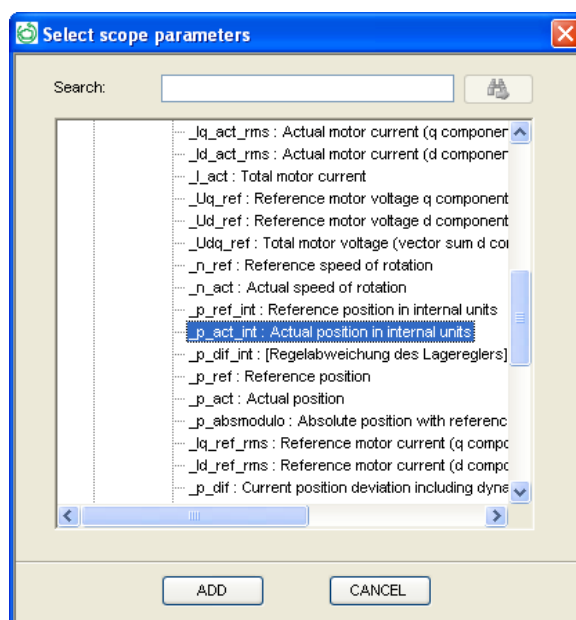 Select scope parameters
Search:
_Iq_act_rms : Actual motor current (q componen
_Id_act_rms : Actual motor current (d componen
_I_act : Total motor current
_Uq_ref : Reference motor voltage q component
_Ud_ref : Reference motor voltage d component
_Udq_ref : Total motor voltage (vector sum d co
_n_ref : Reference speed of rotation
_n_act : Actual speed of rotation
_p_ref_int : Reference position in internal units
_p_act_int : Actual position in internal units
_p_dif_int : [Regelabweichung des Lagereglers]
_p_ref : Reference position
_p_act : Actual position
_p_absmodulo : Absolute position with referenc
_Iq_ref_rms : Reference motor current (q compo
_Id_ref_rms : Reference motor current (d compo
_p_dif : Current position deviation including dyna
ADD CANCEL